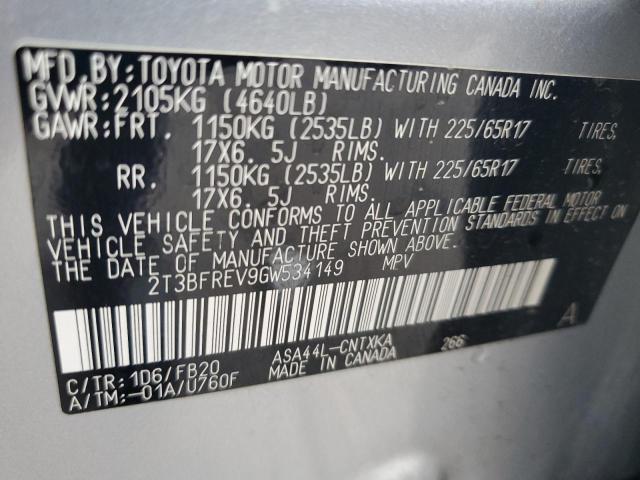 MFD.BY:TOYOTA MOTOR MANUFACTURING CANADA INC.
GVWR:2105KG (4640LB)
GAWR:FRT. 1150KG (2535LB) WITH 225/65R17 TIRES,
17X6. 5J RIMS.
RR. 1150KG (2535LB) WITH 225/65R17 TIRES,
17X6. 5J RIMS.
THIS VEHICLE CONFORMS TO ALL APPLICABLE FEDERAL MOTOR
VEHICLE SAFETY AND THEFT PREVENTION STANDARDS IN EFFECT ON
THE DATE OF MANUFACTURE SHOWN ABOVE.
2T3BFREV9GW534149 MPV
A
C/TR:1D6/FB20 ASA44L-CNTXKA 266
A/TM:-01A/U760F MADE IN CANADA